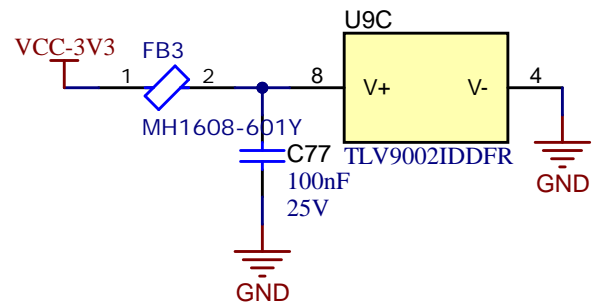 U9C
VCC-3V3
FB3
1
2
8
V+
V-
4
MH1608-601Y
C77
TLV9002IDDFR
100nF
25V
GND
GND